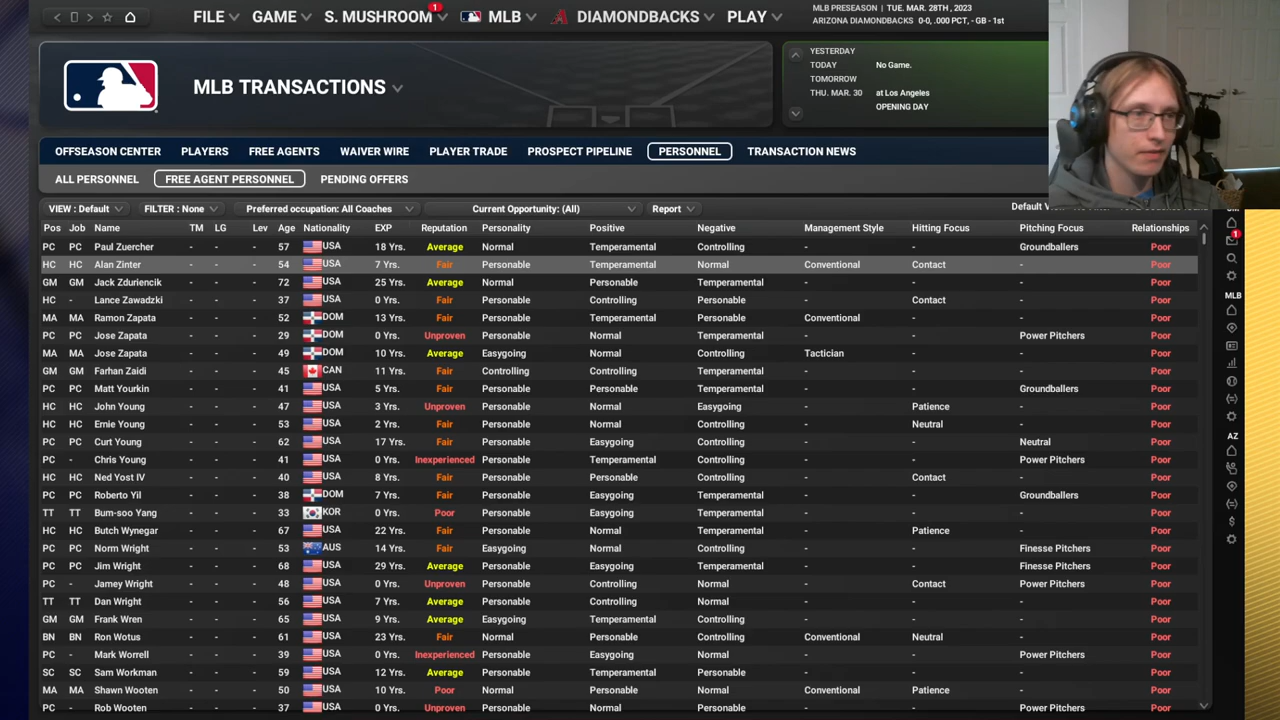 FILE GAME S. MUSHROOM 1 MLB DIAMONDBACKS PLAY
MLB PRESEASON | TUE. MAR. 28TH , 2023
ARIZONA DIAMONDBACKS 0-0, .000 PCT, - GB - 1st
MLB TRANSACTIONS
YESTERDAY
TODAY No Game.
TOMORROW
THU. MAR. 30 at Los Angeles
OPENING DAY
OFFSEASON CENTER PLAYERS FREE AGENTS WAIVER WIRE PLAYER TRADE PROSPECT PIPELINE PERSONNEL TRANSACTION NEWS
ALL PERSONNEL FREE AGENT PERSONNEL PENDING OFFERS
VIEW : Default FILTER : None Preferred occupation: All Coaches Current Opportunity: (All) Report Default
Pos Job Name TM LG Lev Age Nationality EXP Reputation Personality Positive Negative Management Style Hitting Focus Pitching Focus Relationships
PC PC Paul Zuercher - - - 57 USA 18 Yrs. Average Normal Temperamental Controlling - - Groundballers Poor
HC HC Alan Zinter - - - 54 USA 7 Yrs. Fair Personable Temperamental Normal Conventional Contact - Poor
GM GM Jack Zduriencik - - - 72 USA 25 Yrs. Average Normal Personable Temperamental - - - Poor
HC - Lance Zawadzki - - - 37 USA 0 Yrs. Fair Personable Controlling Personable - Contact - Poor
MA MA Ramon Zapata - - - 52 DOM 13 Yrs. Fair Personable Temperamental Personable Conventional - - Poor
PC PC Jose Zapata - - - 29 DOM 0 Yrs. Unproven Personable Normal Temperamental - - Power Pitchers Poor
MA MA Jose Zapata - - - 49 DOM 10 Yrs. Average Easygoing Normal Controlling Tactician - - Poor
GM GM Farhan Zaidi - - - 45 CAN 11 Yrs. Fair Controlling Controlling Temperamental - - - Poor
PC PC Matt Yourkin - - - 41 USA 5 Yrs. Fair Personable Personable Temperamental - - Groundballers Poor
HC HC John Young - - - 47 USA 3 Yrs. Unproven Personable Normal Easygoing - Patience - Poor
HC HC Ernie Young - - - 53 USA 2 Yrs. Fair Personable Normal Controlling - Neutral - Poor
PC PC Curt Young - - - 62 USA 17 Yrs. Fair Personable Easygoing Controlling - - Neutral Poor
PC - Chris Young - - - 41 USA 0 Yrs. Inexperienced Personable Temperamental Controlling - - Power Pitchers Poor
HC HC Ned Yost IV - - - 40 USA 8 Yrs. Fair Personable Normal Controlling - Contact - Poor
PC PC Roberto Yil - - - 38 DOM 7 Yrs. Fair Personable Easygoing Temperamental - - Groundballers Poor
TT TT Bum-soo Yang - - - 33 KOR 0 Yrs. Poor Personable Easygoing Temperamental - - - Poor
HC HC Butch Wynegar - - - 67 USA 22 Yrs. Fair Personable Normal Temperamental - Patience - Poor
PC PC Norm Wright - - - 53 AUS 14 Yrs. Fair Easygoing Normal Controlling - - Finesse Pitchers Poor
PC PC Jim Wright - - - 68 USA 29 Yrs. Average Personable Easygoing Temperamental - - Finesse Pitchers Poor
PC - Jamey Wright - - - 48 USA 0 Yrs. Unproven Personable Controlling Normal - Contact Power Pitchers Poor
TT TT Dan Wright - - - 56 USA 7 Yrs. Average Personable Controlling Normal - - - Poor
GM GM Frank Wren - - - 65 USA 9 Yrs. Average Easygoing Controlling Temperamental - - - Poor
BN BN Ron Wotus - - - 61 USA 23 Yrs. Fair Normal Personable Controlling Conventional Neutral - Poor
PC - Mark Worrell - - - 39 USA 0 Yrs. Inexperienced Personable Easygoing Controlling - - Power Pitchers Poor
SC SC Sam Workman - - - 59 USA 12 Yrs. Average Personable Temperamental Personable - - - Poor
MA MA Shawn Wooten - - - 50 USA 10 Yrs. Poor Normal Personable Normal Conventional Patience - Poor
PC - Rob Wooten - - - 37 USA 0 Yrs. Unproven Personable Normal Personable - - Power Pitchers Poor
1
MLB
AZ